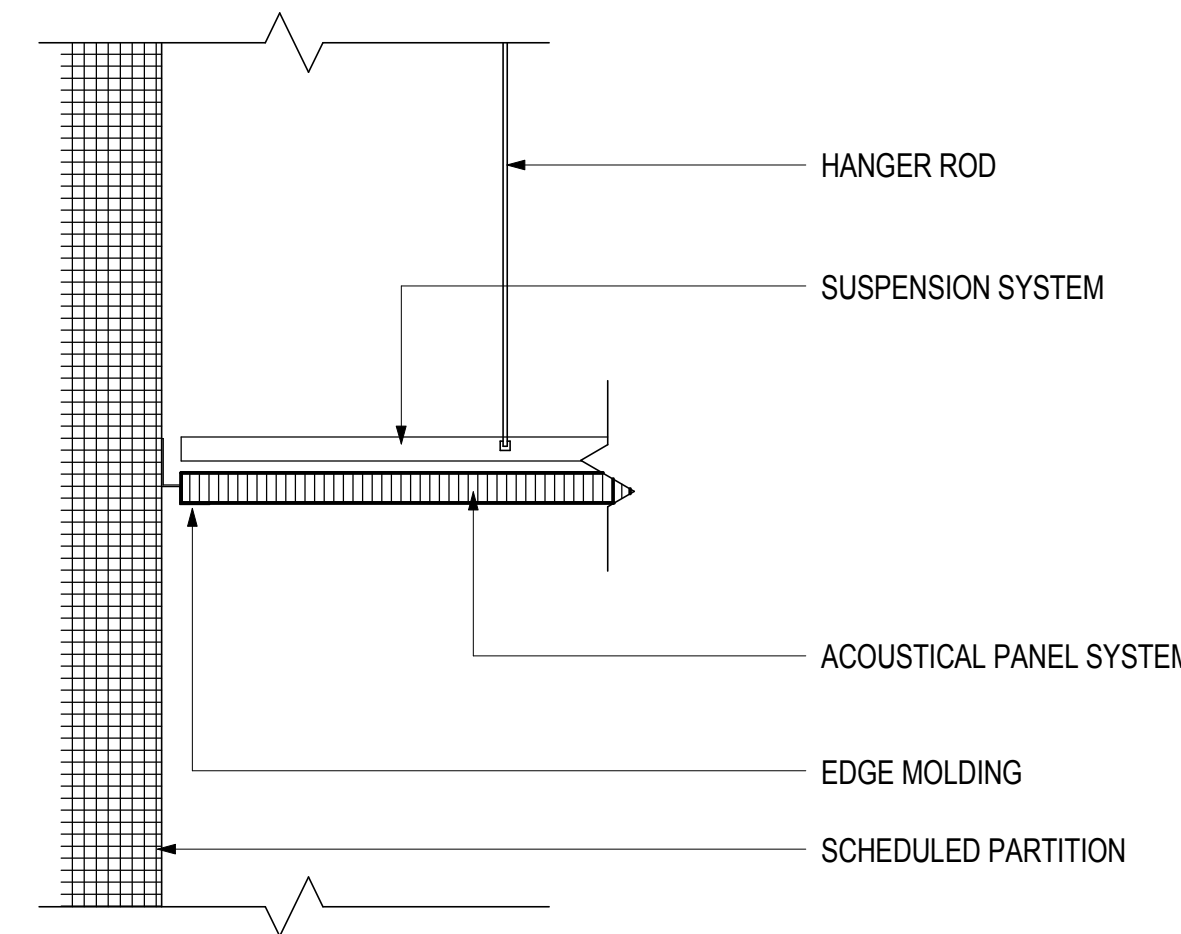 HANGER ROD
SUSPENSION SYSTEM
ACOUSTICAL PANEL SYSTEM
EDGE MOLDING
SCHEDULED PARTITION